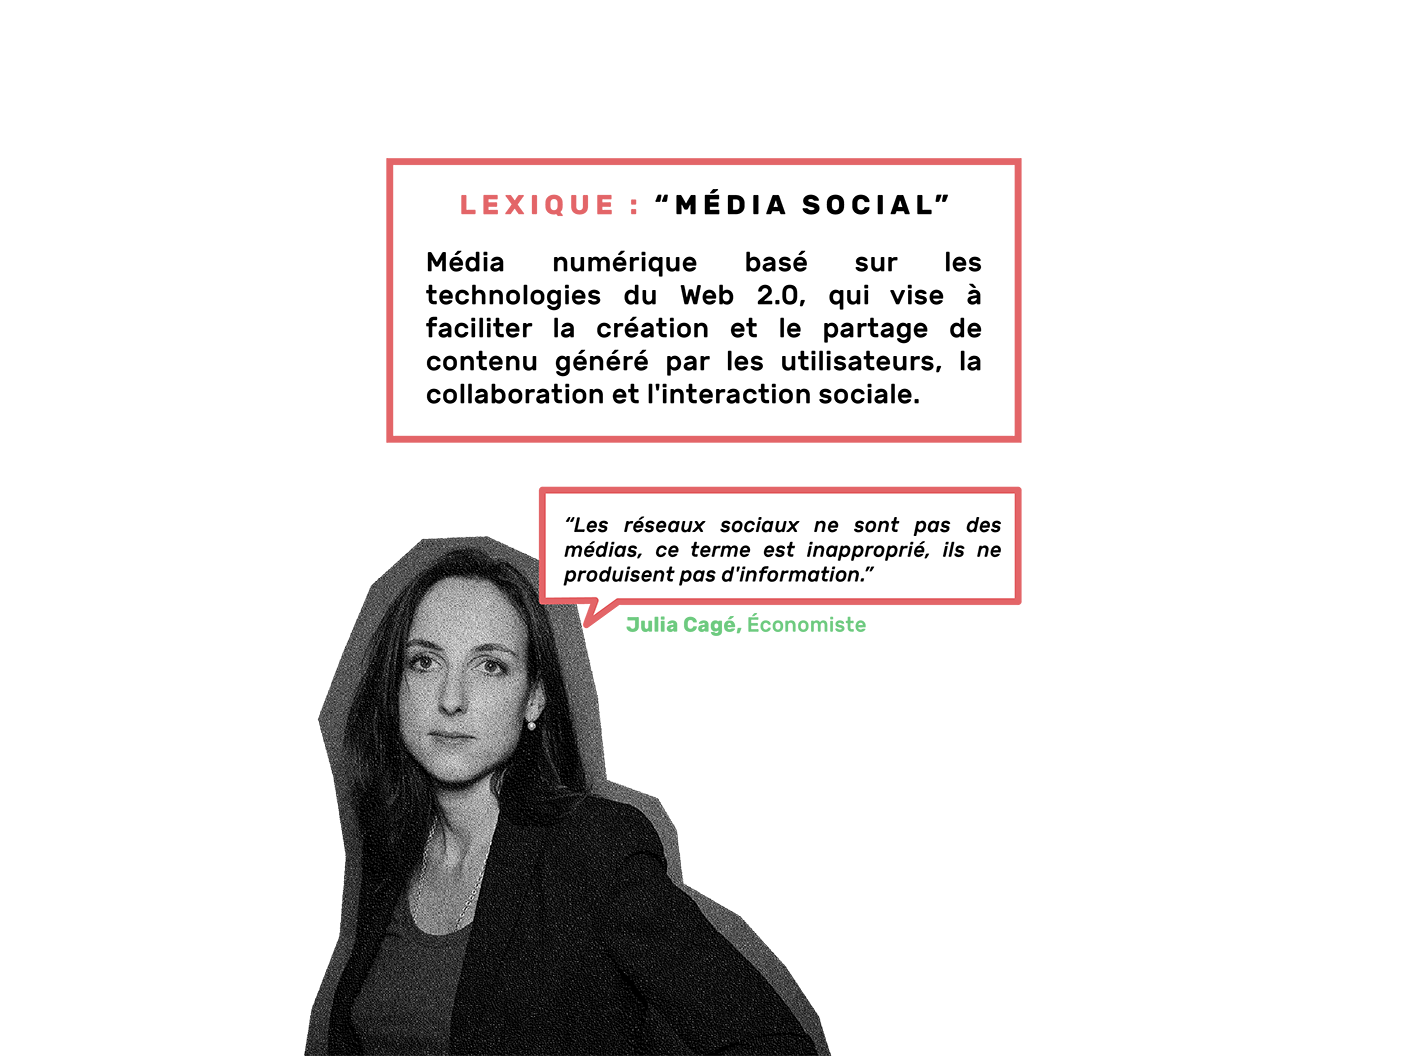 LEXIQUE : “MÉDIA SOCIAL”
Média numérique basé sur les
technologies du Web 2.0, qui vise à
faciliter la création et le partage de
contenu généré par les utilisateurs, la
collaboration et l'interaction sociale.
“Les réseaux sociaux ne sont pas des
médias, ce terme est inapproprié, ils ne
produisent pas d'information.”
Julia Cagé, Économiste